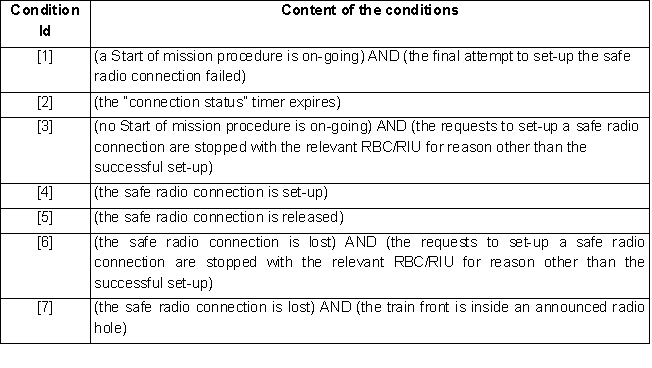 Condition Content of the conditions
Id
[1] (a Start of mission procedure is on-going) AND (the final attempt to set-up the safe
radio connection failed)
[2] (the "connection status" timer expires)
[3] (no Start of mission procedure is on-going) AND (the requests to set-up a safe radio
connection are stopped with the relevant RBC/RIU for reason other than the
successful set-up)
[4] (the safe radio connection is set-up)
[5] (the safe radio connection is released)
[6] (the safe radio connection is lost) AND (the requests to set-up a safe radio
connection are stopped with the relevant RBC/RIU for reason other than the
successful set-up)
[7] (the safe radio connection is lost) AND (the train front is inside an announced radio
hole)